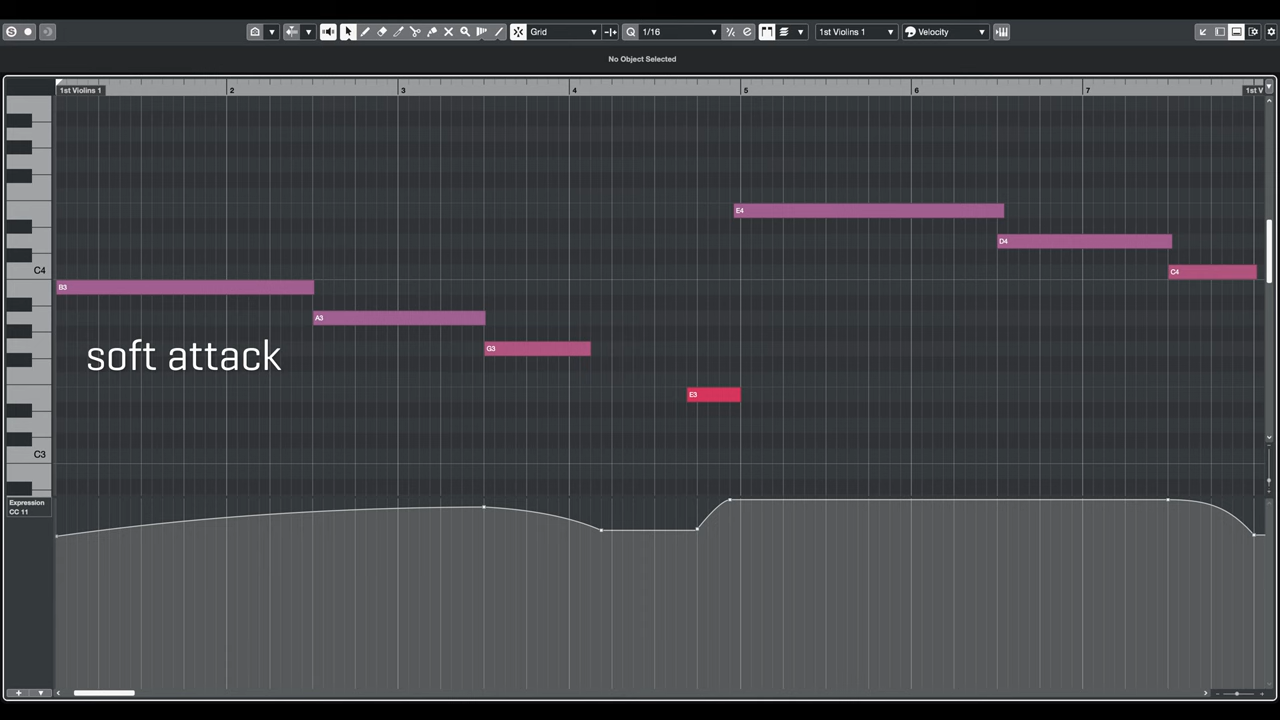 Grid
1/16
1st Violins 1
Velocity
No Object Selected
1st Violins 1
2
3
4
5
6
7
1st V
E4
D4
C4
C4
B3
A3
G3
soft attack
E3
C3
Expression
CC 11